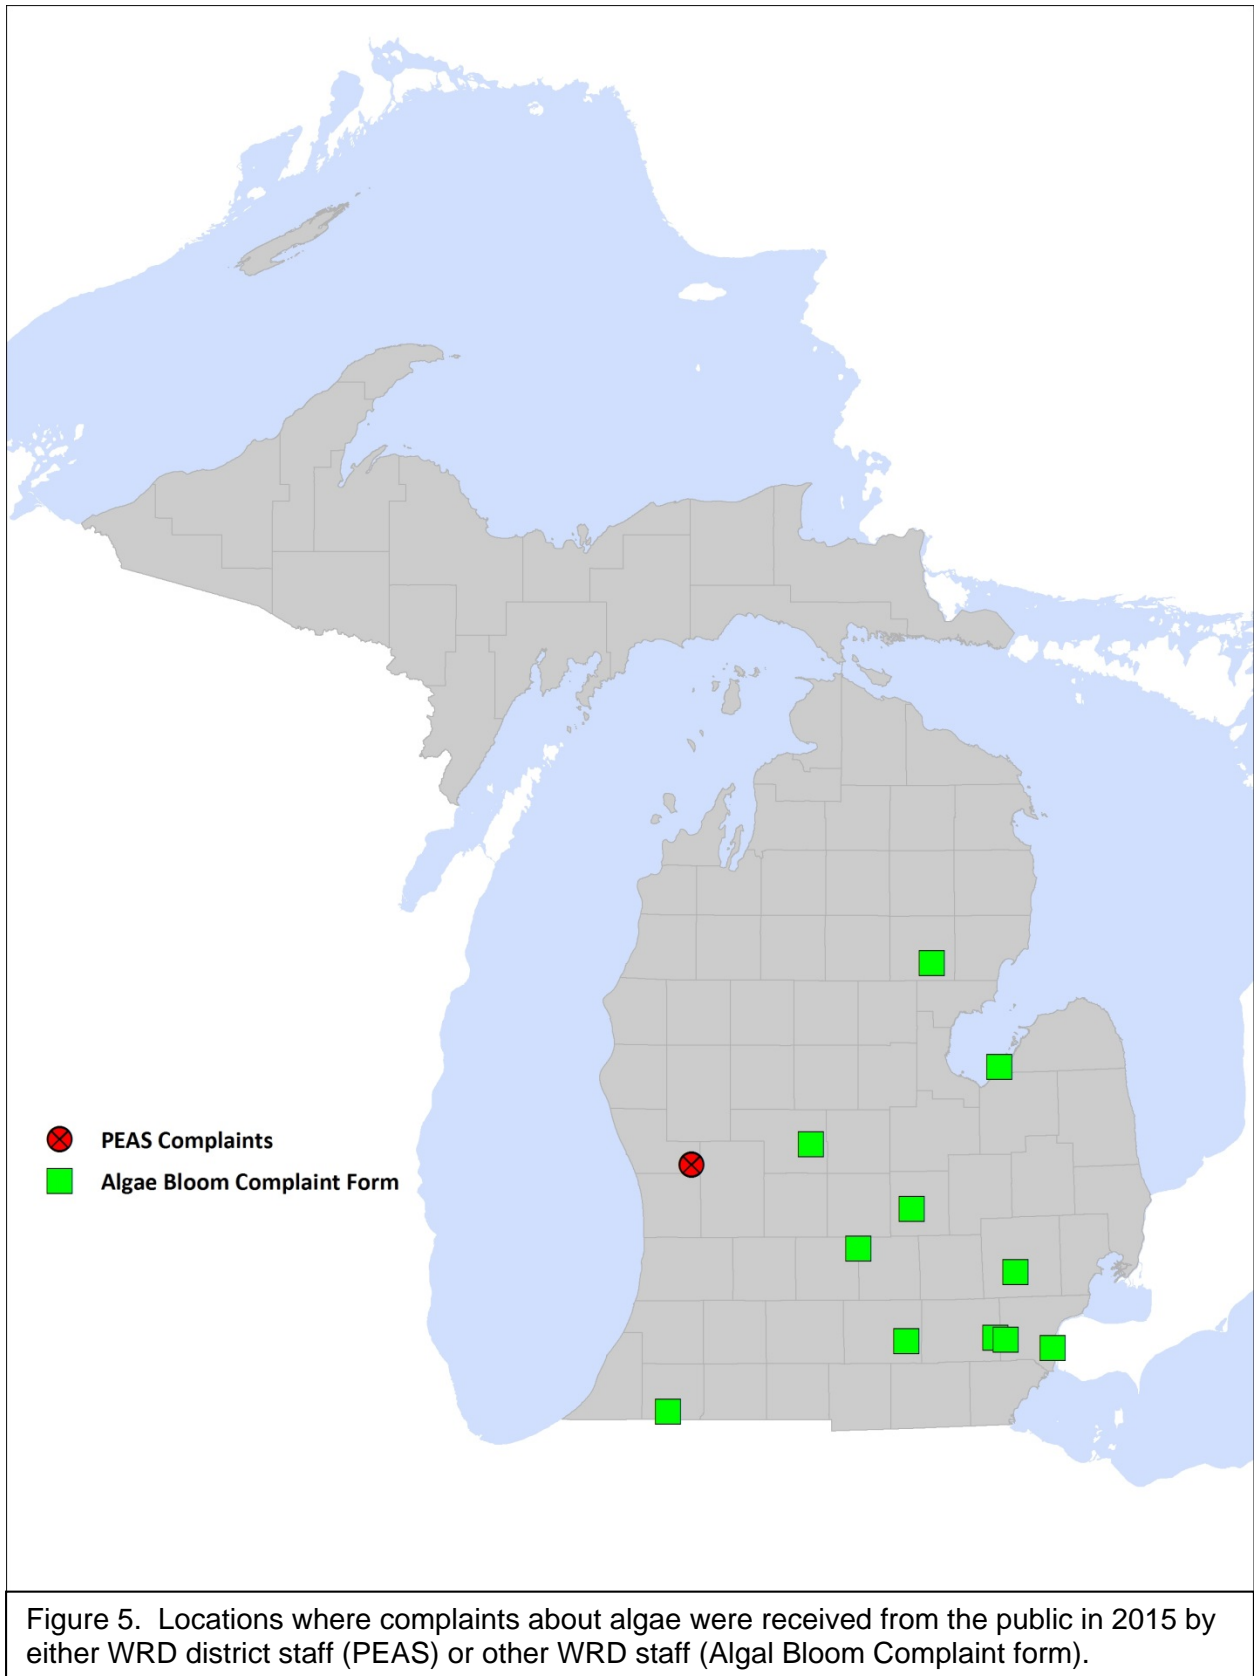 PEAS Complaints
Algae Bloom Complaint Form
Figure 5.  Locations where complaints about algae were received from the public in 2015 by
either WRD district staff (PEAS) or other WRD staff (Algal Bloom Complaint form).